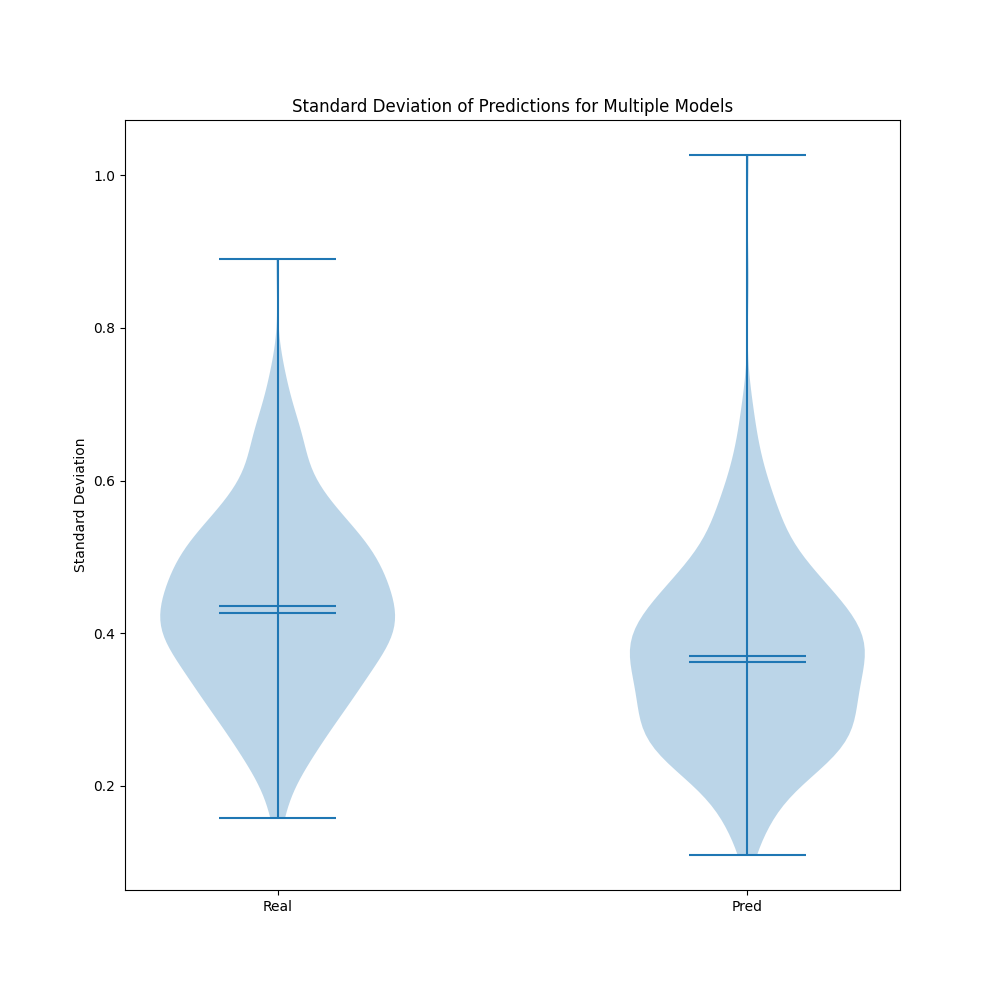 Standard Deviation of Predictions for Multiple Models
1.0
0.8
0.6
0.4
0.2
Standard Deviation
Real
Pred